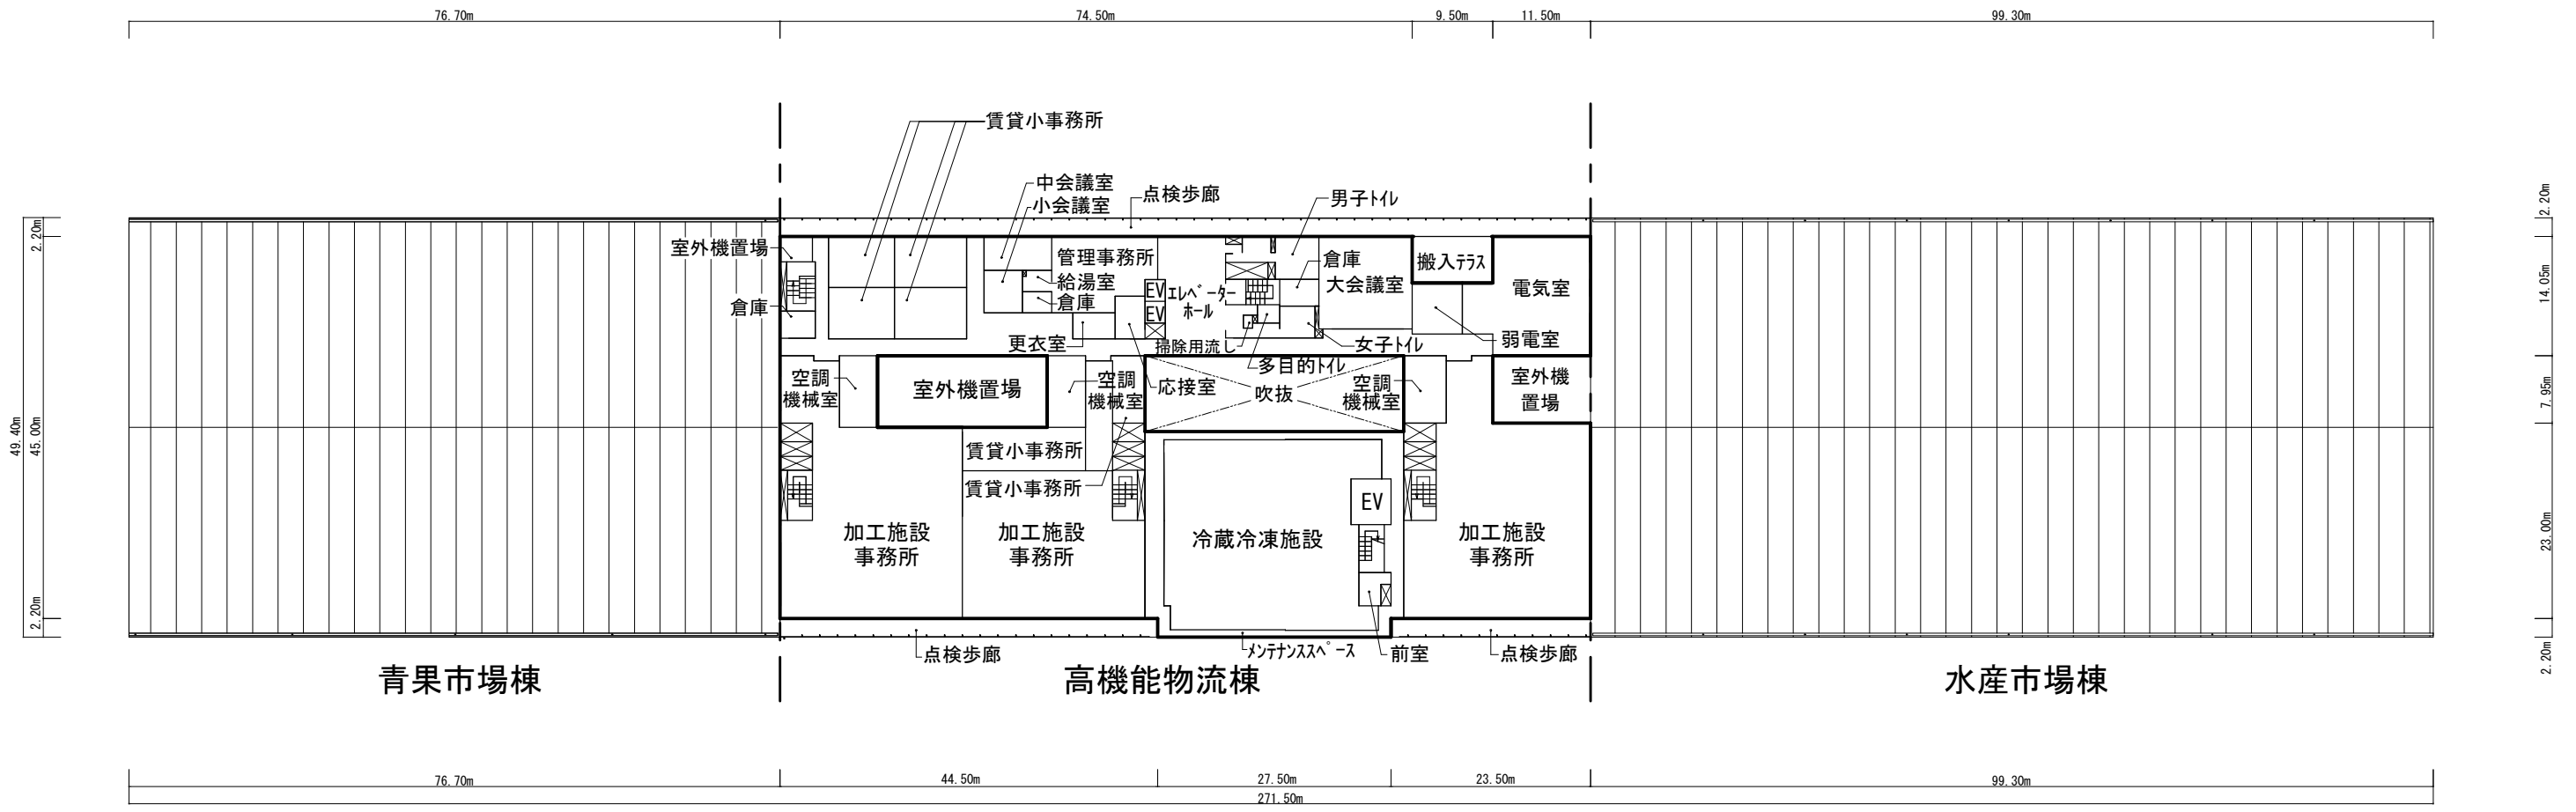 76.70m
74.50m
9.50m
11.50m
99.30m
賃貸小事務所
中会議室
小会議室
点検歩廊
男子ﾄｲﾚ
2.20m
2.20m
室外機置場
管理事務所
給湯室
倉庫
倉庫
大会議室
搬入ﾃﾗｽ
電気室
14.05m
EV
EV
ｴﾚﾍﾞｰﾀｰ
ホール
倉庫
更衣室
掃除用流し
女子ﾄｲﾚ
弱電室
多目的ﾄｲﾚ
空調
機械室
室外機置場
空調
機械室
応接室
吹抜
空調
機械室
室外機
置場
7.95m
49.40m
45.00m
賃貸小事務所
賃貸小事務所
EV
加工施設
事務所
加工施設
事務所
冷蔵冷凍施設
加工施設
事務所
23.00m
2.20m
2.20m
点検歩廊
ﾒﾝﾃﾅﾝｽｽﾍﾟｰｽ
前室
点検歩廊
青果市場棟
高機能物流棟
水産市場棟
76.70m
44.50m
27.50m
23.50m
99.30m
271.50m